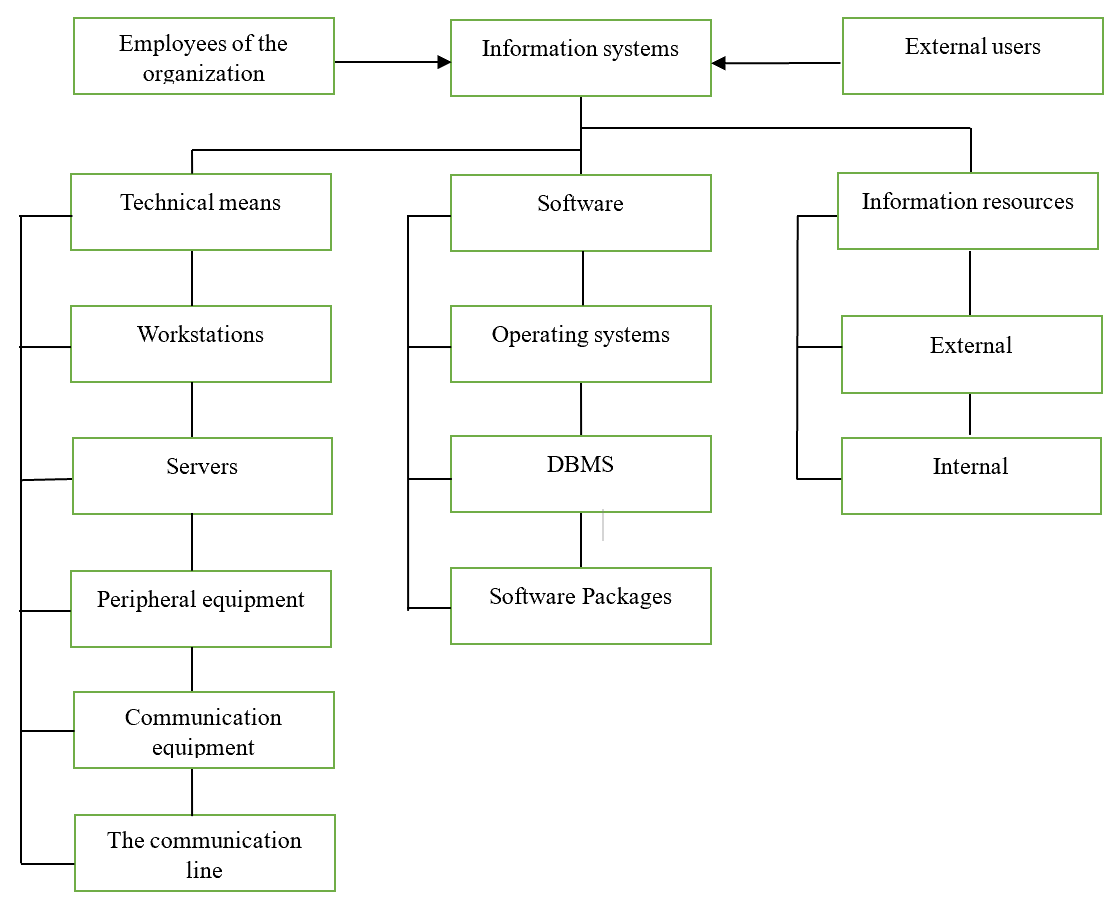 Employees of the
organization
Information systems
External users
Technical means
Software
Information resources
Workstations
Operating systems
External
Servers
DBMS
Internal
Peripheral equipment
Software Packages
Communication
equipment
The communication
line